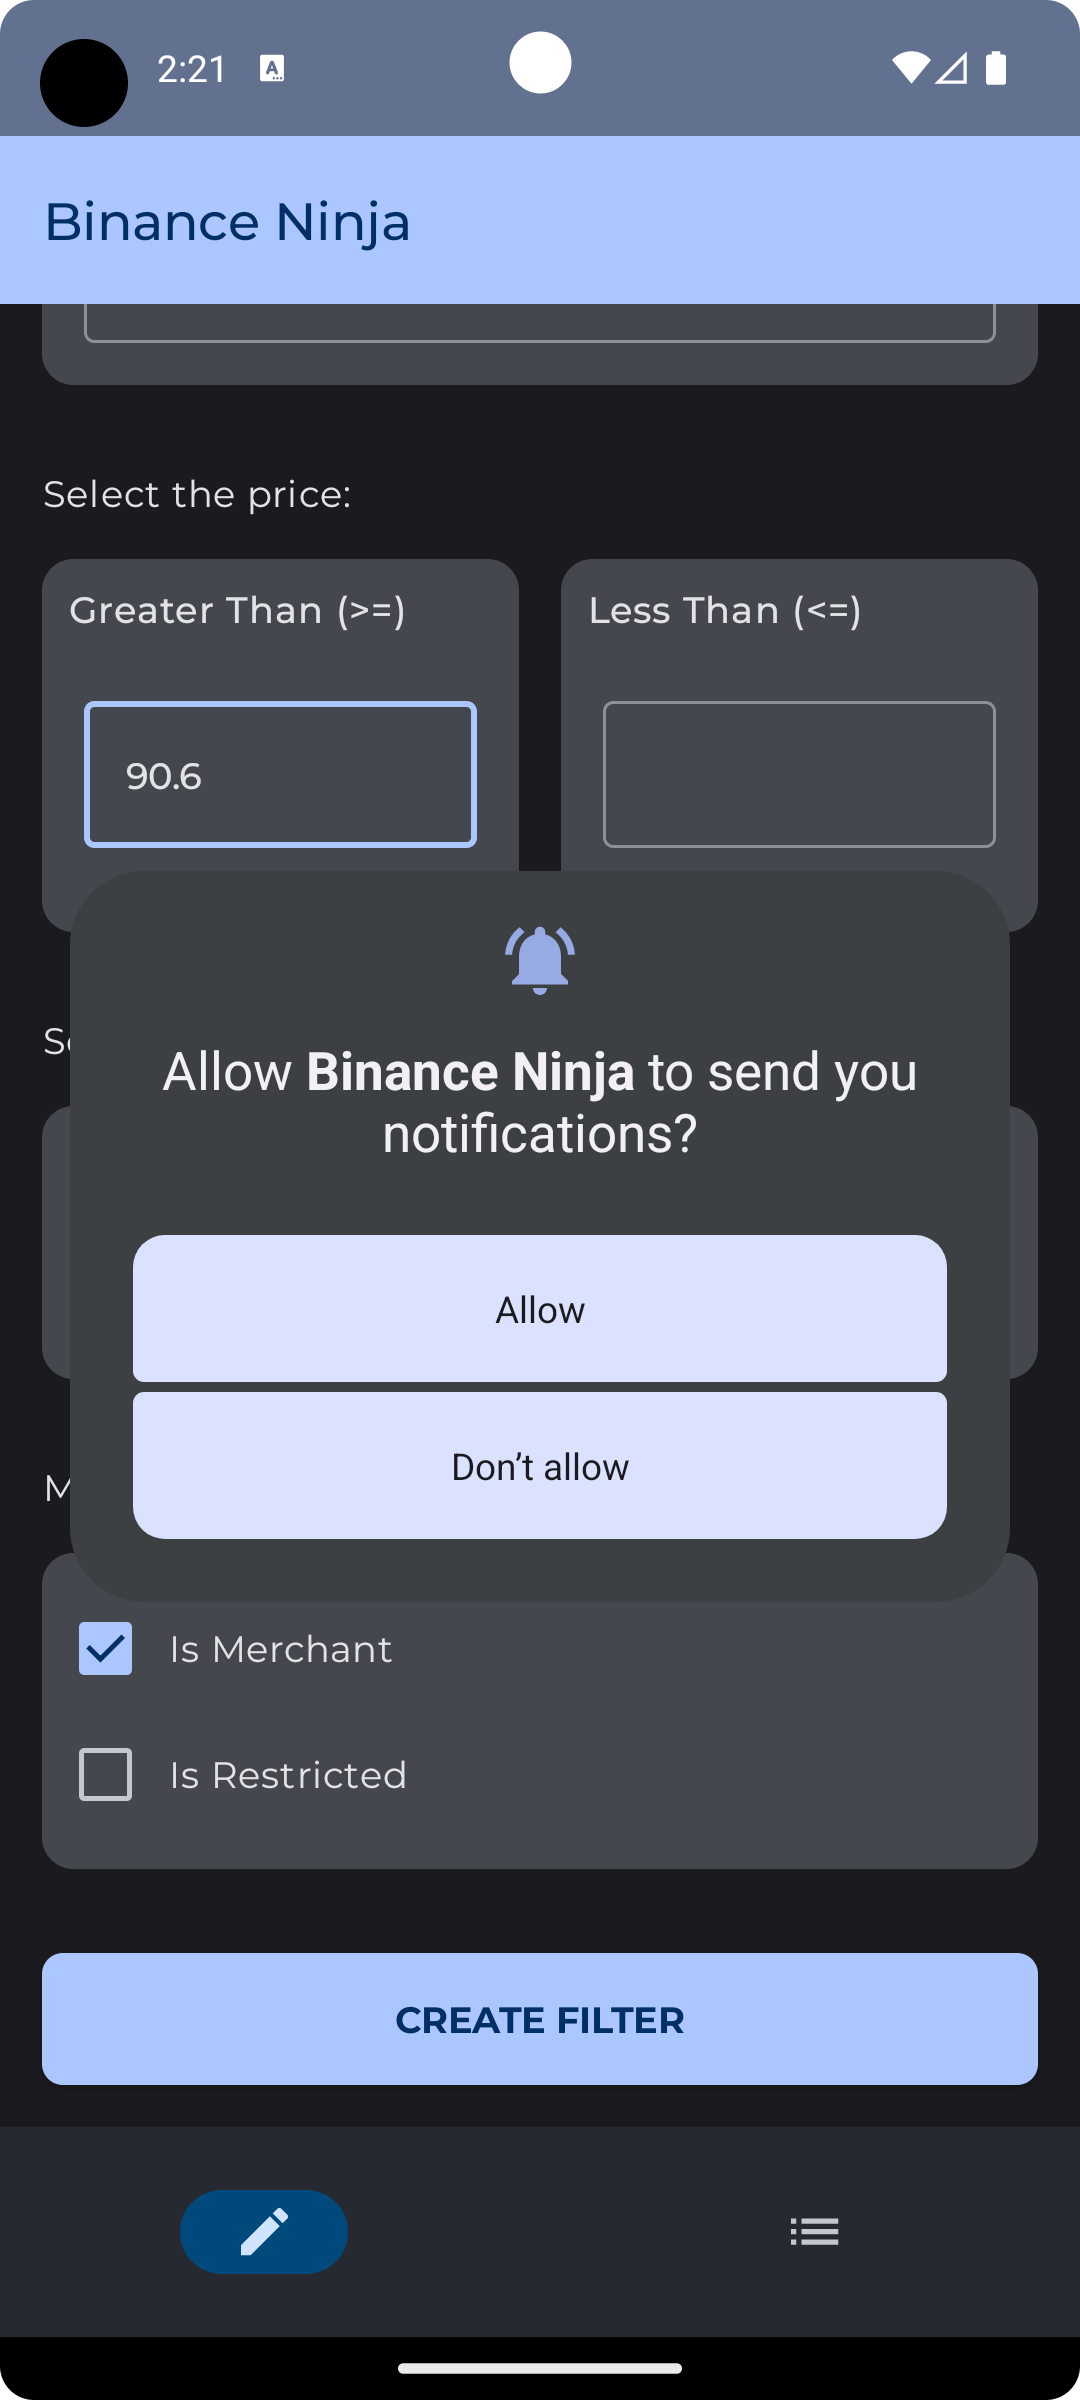 2:21
Binance Ninja
Select the price:
Greater Than (>=)
Less Than (<=)
90.6
Allow Binance Ninja to send you
notifications?
Allow
Don’t allow
Is Merchant
Is Restricted
CREATE FILTER